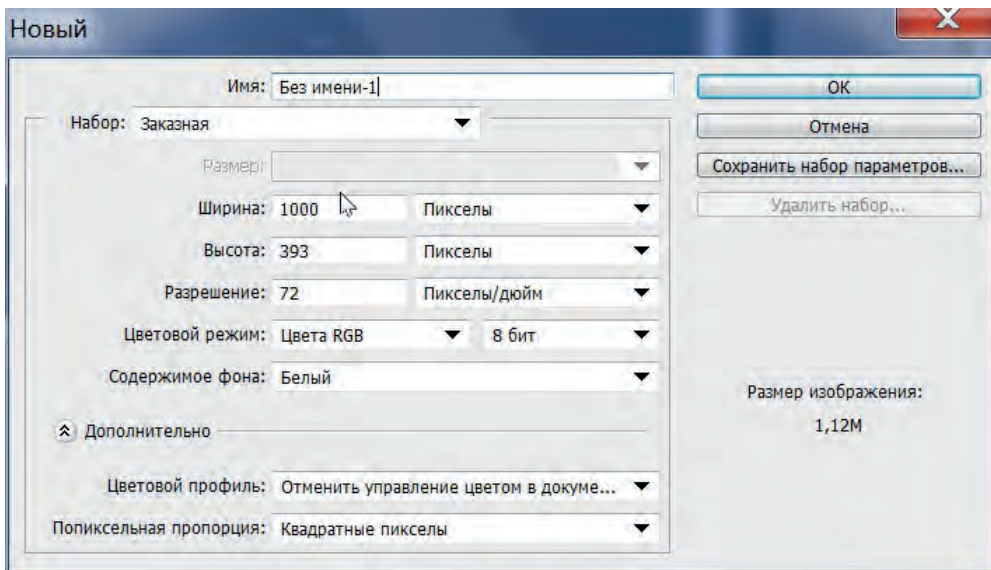 Новый
Имя: Без имени-1
OK
Набор: Заказная
Отмена
Размер:
Сохранить набор параметров...
Ширина: 1000 Пикселы
Удалить набор...
Высота: 393 Пикселы
Разрешение: 72 Пикселы/дюйм
Цветовой режим: Цвета RGB 8 бит
Содержимое фона: Белый
Размер изображения:
1,12M
Дополнительно
Цветовой профиль: Отменить управление цветом в докуме...
Попиксельная пропорция: Квадратные пикселы